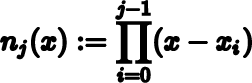 n_j(x) := \prod_{i=0}^{j-1} (x - x_i)